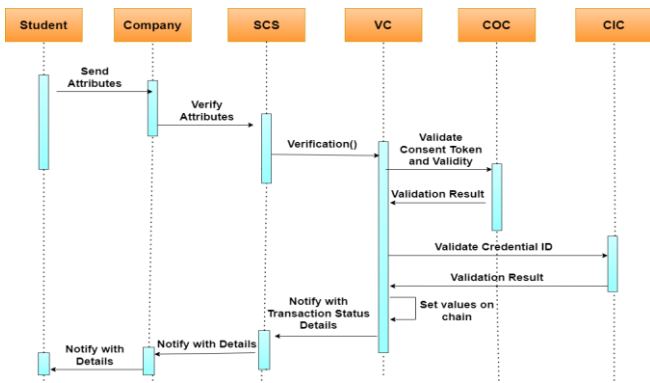 Student
Company
SCS
VC
COC
CIC
Send
Attributes
Verify
Attributes
Verification()
Validate
Consent Token
and Validity
Validation Result
Validate Credential ID
Validation Result
Set values on
chain
Notify with
Transaction Status
Details
Notify with Details
Notify with
Details